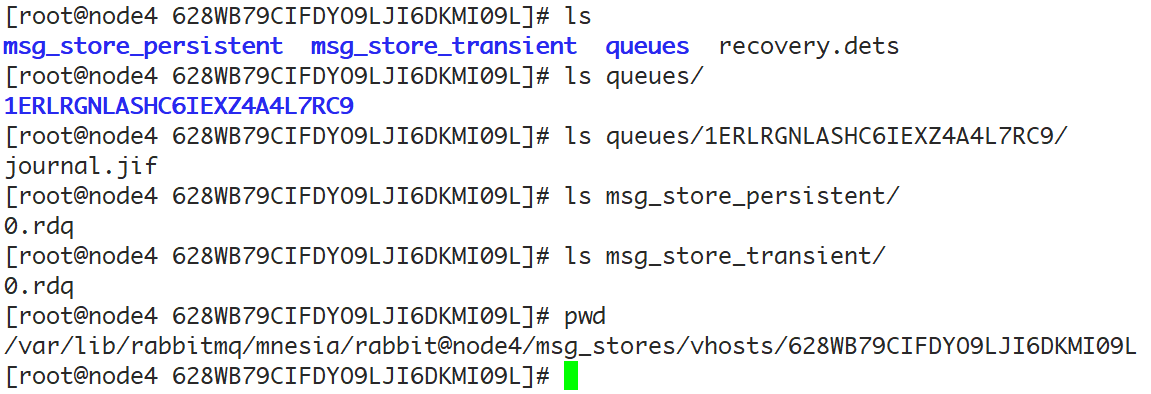 [root@node4 628WB79CIFDYO9LJI6DKMI09L]# ls
msg_store_persistent  msg_store_transient  queues  recovery.dets
[root@node4 628WB79CIFDYO9LJI6DKMI09L]# ls queues/
1ERLRGNLASHC6IEXZ4A4L7RC9
[root@node4 628WB79CIFDYO9LJI6DKMI09L]# ls queues/1ERLRGNLASHC6IEXZ4A4L7RC9/
journal.jif
[root@node4 628WB79CIFDYO9LJI6DKMI09L]# ls msg_store_persistent/
0.rdq
[root@node4 628WB79CIFDYO9LJI6DKMI09L]# ls msg_store_transient/
0.rdq
[root@node4 628WB79CIFDYO9LJI6DKMI09L]# pwd
/var/lib/rabbitmq/mnesia/rabbit@node4/msg_stores/vhosts/628WB79CIFDYO9LJI6DKMI09L
[root@node4 628WB79CIFDYO9LJI6DKMI09L]#